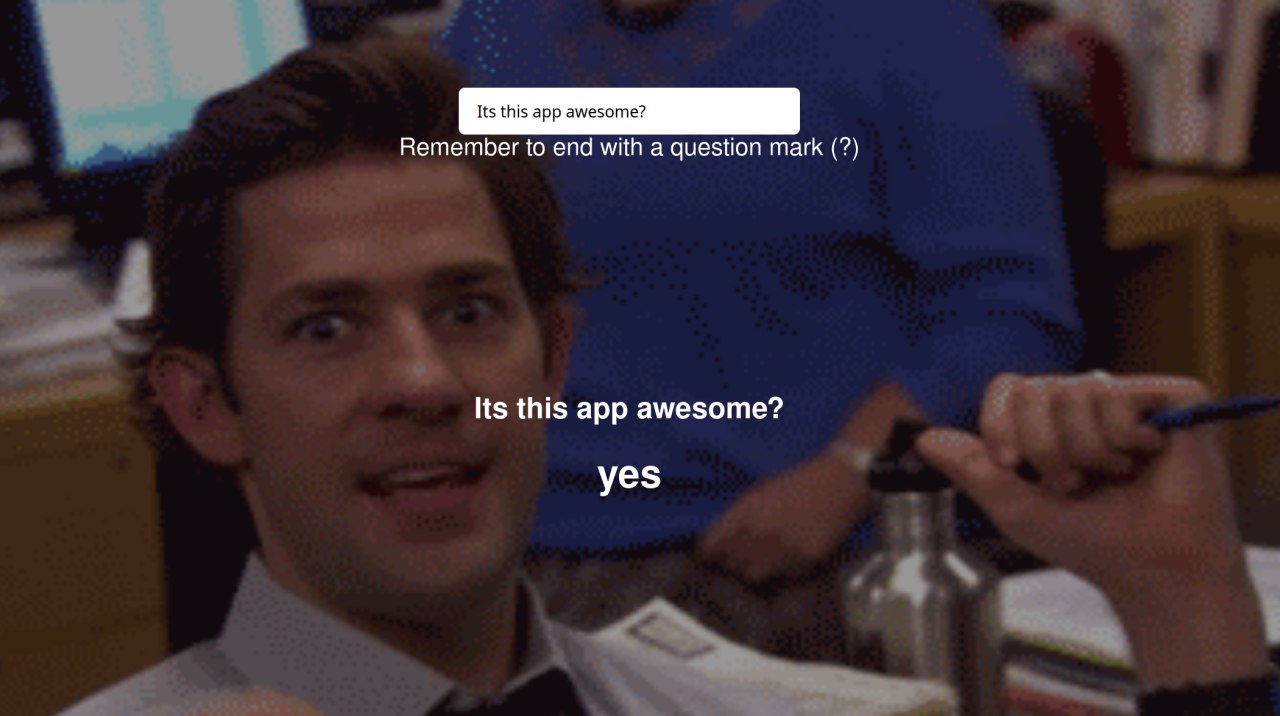 Its this app awesome?
Remember to end with a question mark (?)
Its this app awesome?
yes